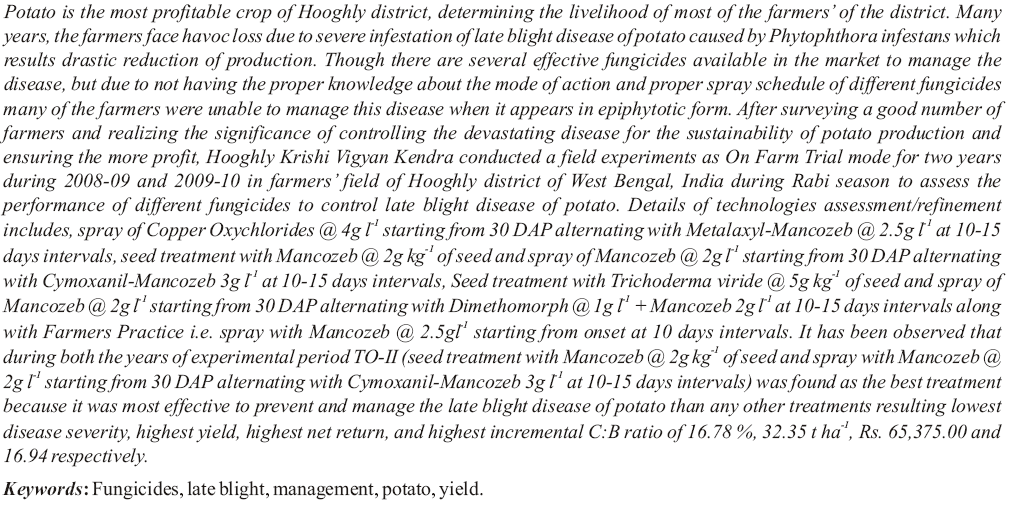 Potato is the most profitable crop of Hooghly district, determining the livelihood of most of the farmers' of the district. Many
years, the farmers face havoc loss due to severe infestation of late blight disease of potato caused by Phytophthora infestans which
results drastic reduction of production. Though there are several effective fungicides available in the market to manage the
disease, but due to not having the proper knowledge about the mode of action and proper spray schedule of different fungicides
many of the farmers were unable to manage this disease when it appears in epiphytotic form. After surveying a good number of
farmers and realizing the significance of controlling the devastating disease for the sustainability of potato production and
ensuring the more profit, Hooghly Krishi Vigyan Kendra conducted a field experiments as On Farm Trial mode for two years
during 2008-09 and 2009-10 in farmers' field of Hooghly district of West Bengal, India during Rabi season to assess the
performance of different fungicides to control late blight disease of potato. Details of technologies assessment/refinement
includes, spray of Copper Oxychlorides @ 4g l⁻¹ starting from 30 DAP alternating with Metalaxyl-Mancozeb @ 2.5g l⁻¹ at 10-15
days intervals, seed treatment with Mancozeb @ 2g kg⁻¹ of seed and spray of Mancozeb @ 2g l⁻¹ starting from 30 DAP alternating
with Cymoxanil-Mancozeb 3g l⁻¹ at 10-15 days intervals, Seed treatment with Trichoderma viride @ 5g kg⁻¹ of seed and spray of
Mancozeb @ 2g l⁻¹ starting from 30 DAP alternating with Dimethomorph @ 1g l⁻¹ + Mancozeb 2g l⁻¹ at 10-15 days intervals along
with Farmers Practice i.e. spray with Mancozeb @ 2.5gl⁻¹ starting from onset at 10 days intervals. It has been observed that
during both the years of experimental period TO-II (seed treatment with Mancozeb @ 2g kg⁻¹ of seed and spray with Mancozeb @
2g l⁻¹ starting from 30 DAP alternating with Cymoxanil-Mancozeb 3g l⁻¹ at 10-15 days intervals) was found as the best treatment
because it was most effective to prevent and manage the late blight disease of potato than any other treatments resulting lowest
disease severity, highest yield, highest net return, and highest incremental C:B ratio of 16.78 %, 32.35 t ha⁻¹, Rs. 65,375.00 and
16.94 respectively.
Keywords: Fungicides, late blight, management, potato, yield.